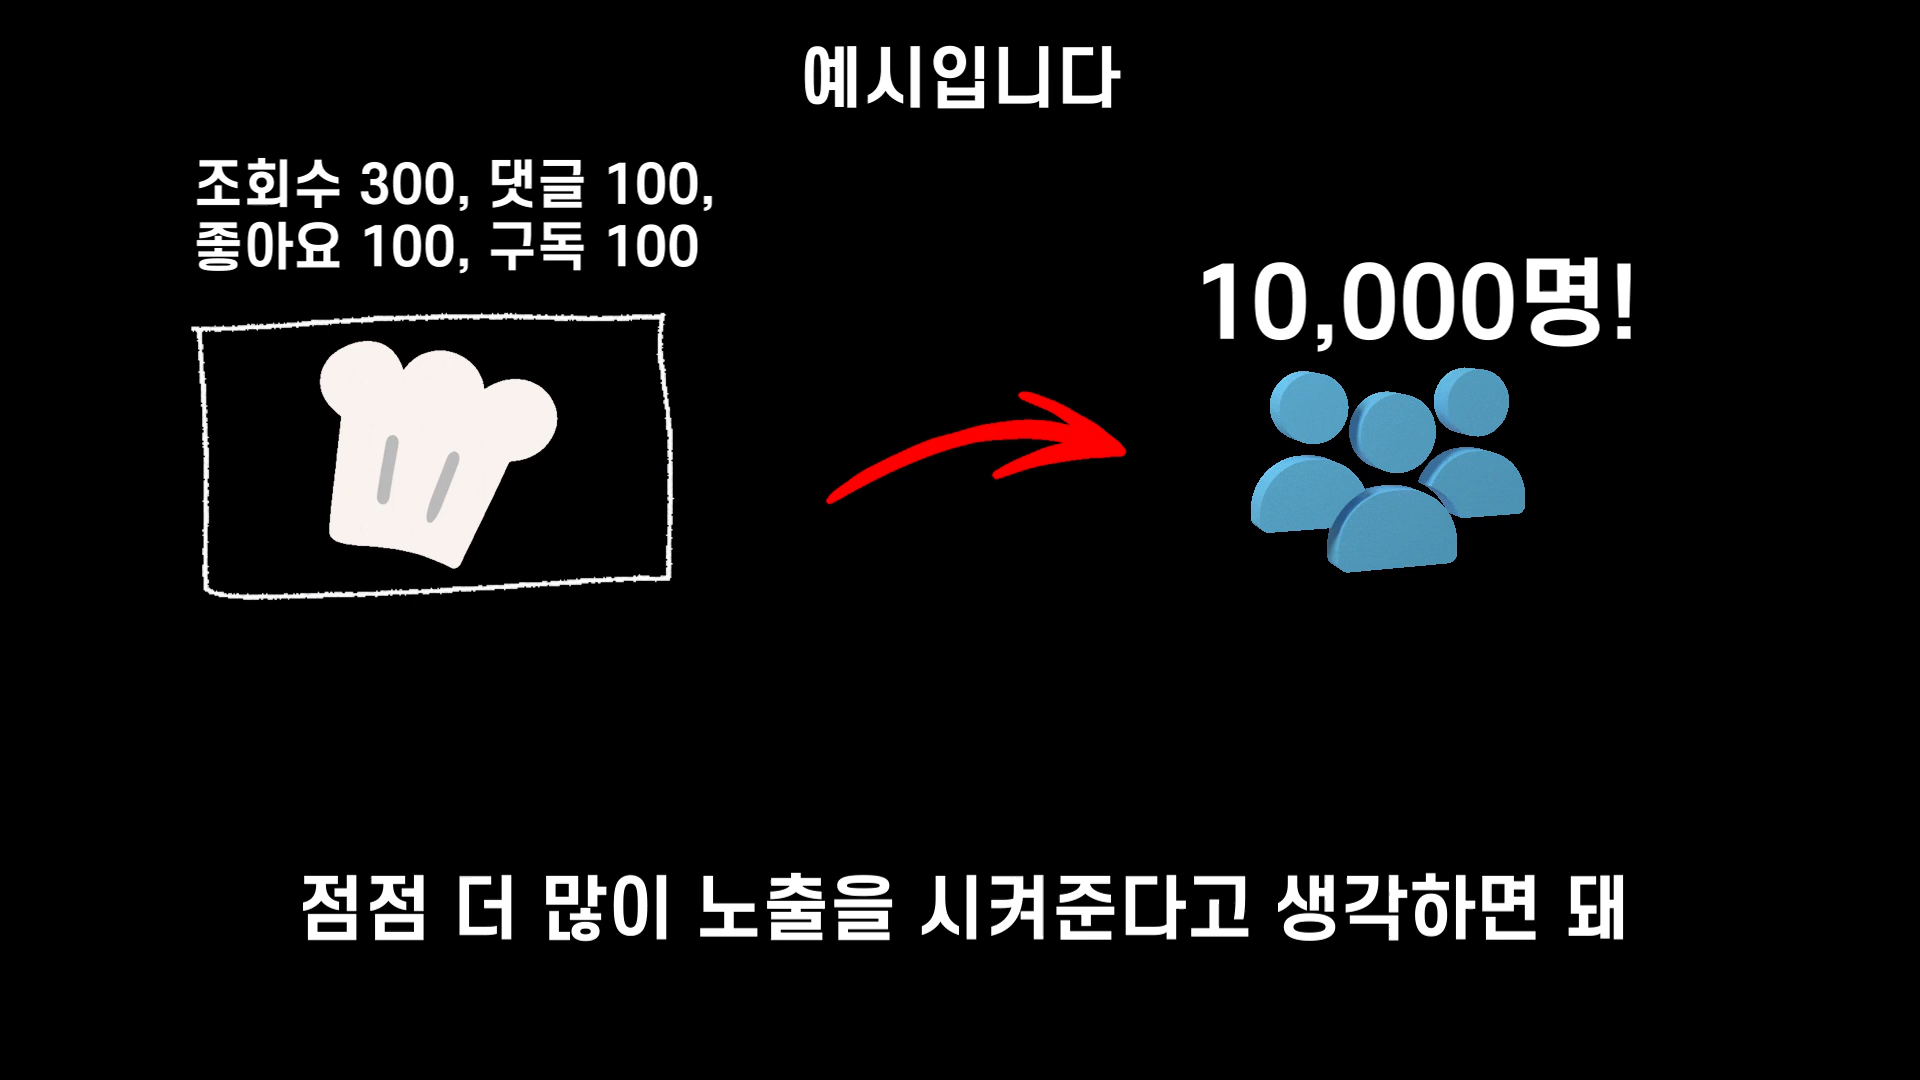 예시입니다
조회수 300, 댓글 100,
좋아요 100, 구독 100
10,000명!
점점 더 많이 노출을 시켜준다고 생각하면 돼